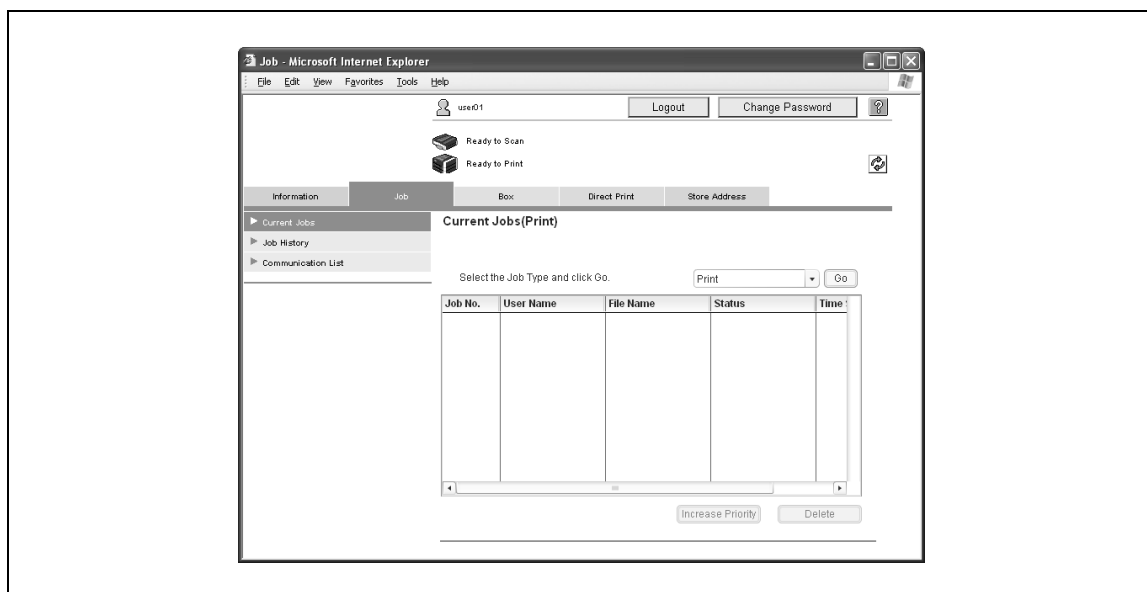 Job - Microsoft Internet Explorer
File Edit View Favorites Tools Help
user01 Logout Change Password ?
Ready to Scan
Ready to Print
Information Job Box Direct Print Store Address
Current Jobs
Job History
Communication List
Current Jobs(Print)
Select the Job Type and click Go. Print Go
Job No. User Name File Name Status Time
Increase Priority Delete